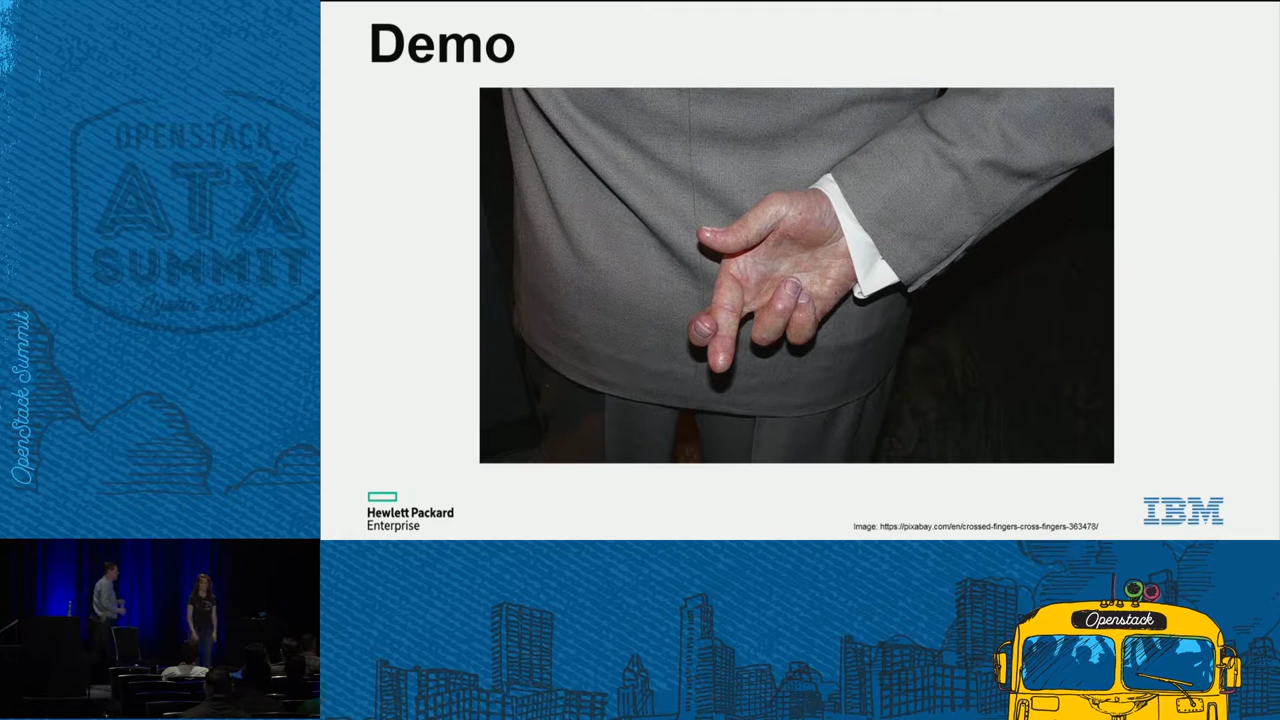 Demo
OPENSTACK
ATX
SUMMIT
OpenStack Summit
Hewlett Packard
Enterprise
Image: https://pixabay.com/en/crossed-fingers-cross-fingers-363478/
IBM
Openstack